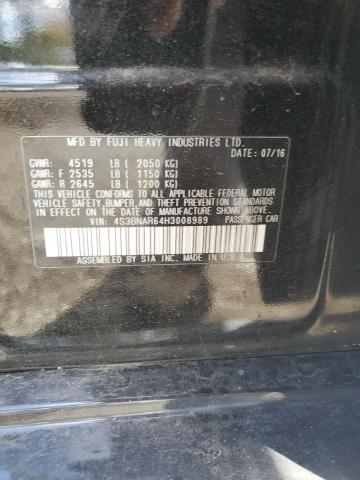 MFD BY FUJI HEAVY INDUSTRIES LTD.
DATE: 07/16
GVWR: 4519 LB ( 2050 KG)
GAWR: F 2535 LB ( 1150 KG)
GAWR: R 2645 LB ( 1200 KG)
THIS VEHICLE CONFORMS TO ALL APPLICABLE FEDERAL MOTOR
VEHICLE SAFETY, BUMPER, AND THEFT PREVENTION STANDARDS
IN EFFECT ON THE DATE OF MANUFACTURE SHOWN ABOVE.
VIN: 4S3BNAR64H3008989 PASSENGER CAR
ASSEMBLED BY SIA INC. MADE IN U.S.A.